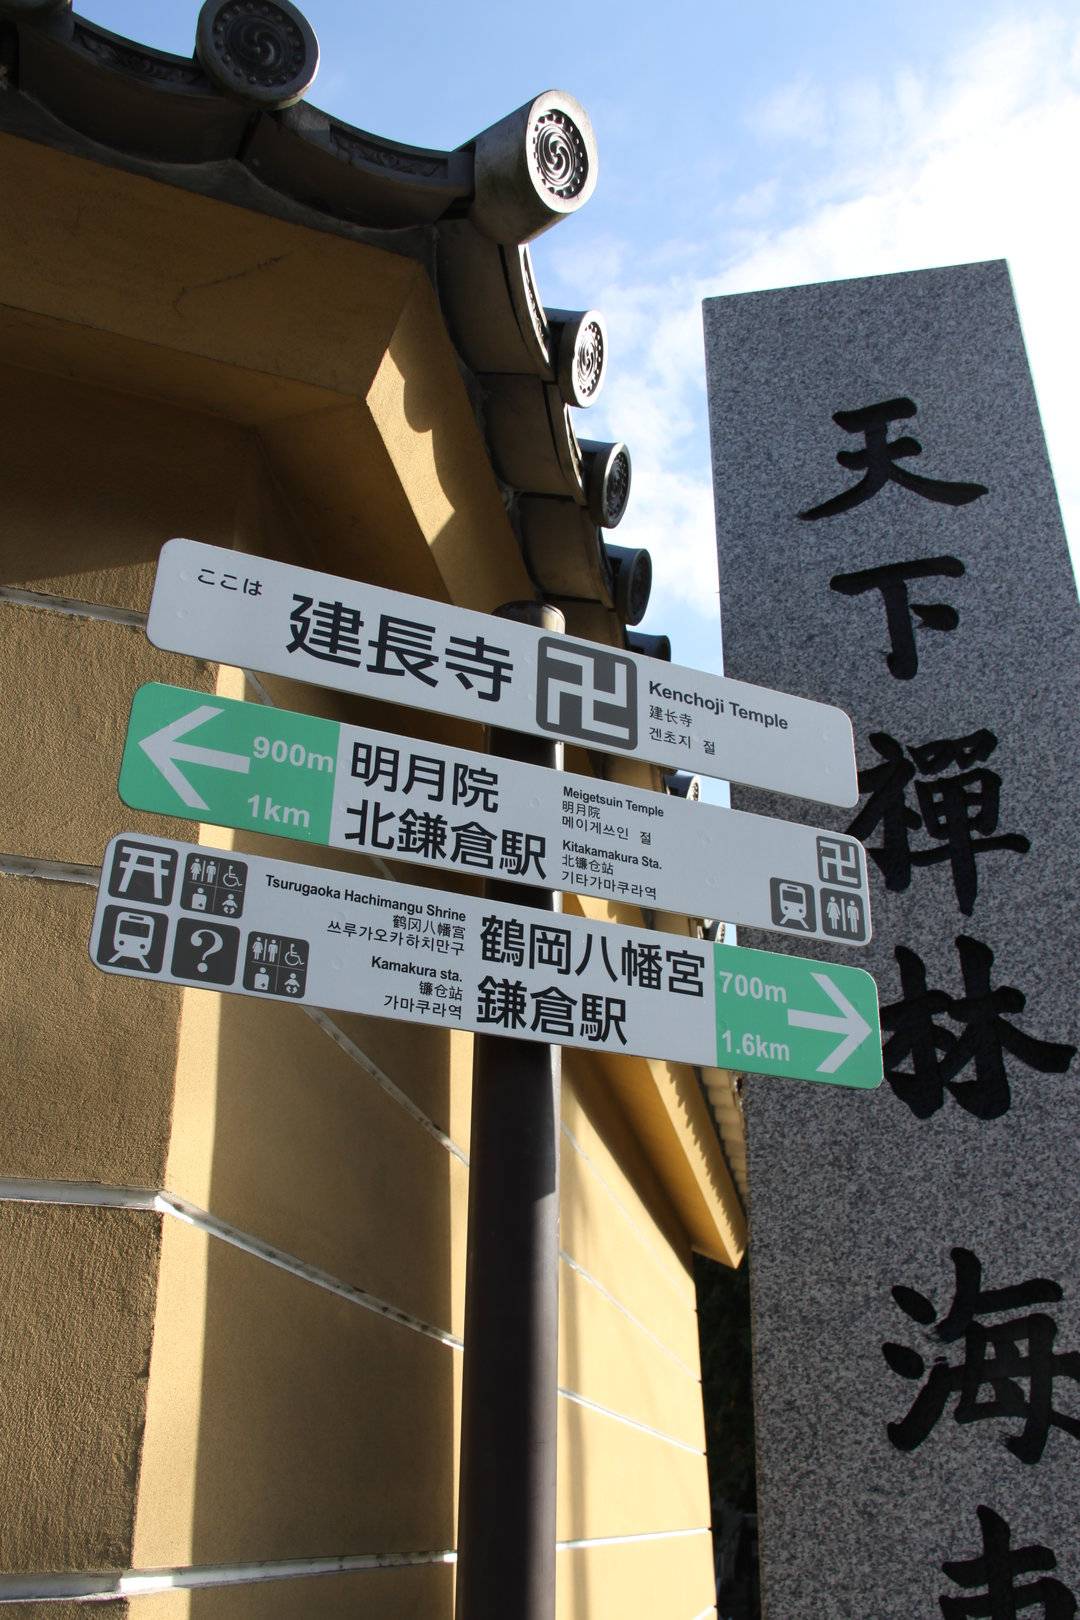 ここは
建長寺
卍
Kenchoji Temple
建长寺
겐초지 절
900m
明月院
Meigetsuin Temple
明月院
메이게쓰인 절
卍
1km
北鎌倉駅
Kitakamakura Sta.
北镰仓站
기타가마쿠라역
Tsurugaoka Hachimangu Shrine
鹤冈八幡宫
쓰루가오카하치만구
鶴岡八幡宮
700m
?
Kamakura sta.
镰仓站
가마쿠라역
鎌倉駅
1.6km
天下禪林 海東